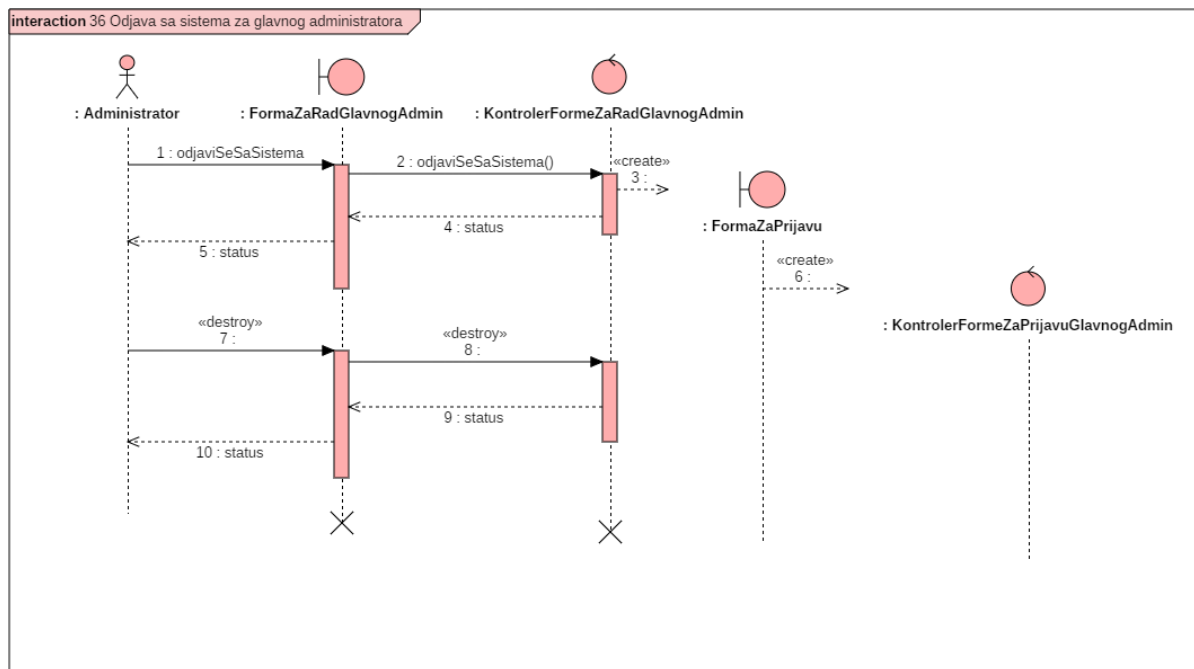 interaction 36 Odjava sa sistema za glavnog administratora
: Administrator
: FormaZaRadGlavnogAdmin
: KontrolerFormeZaRadGlavnogAdmin
1 : odjaviSeSaSistema
2 : odjaviSeSaSistema()
«create»
3 :
4 : status
5 : status
: FormaZaPrijavu
«create»
6 :
: KontrolerFormeZaPrijavuGlavnogAdmin
«destroy»
7 :
«destroy»
8 :
9 : status
10 : status